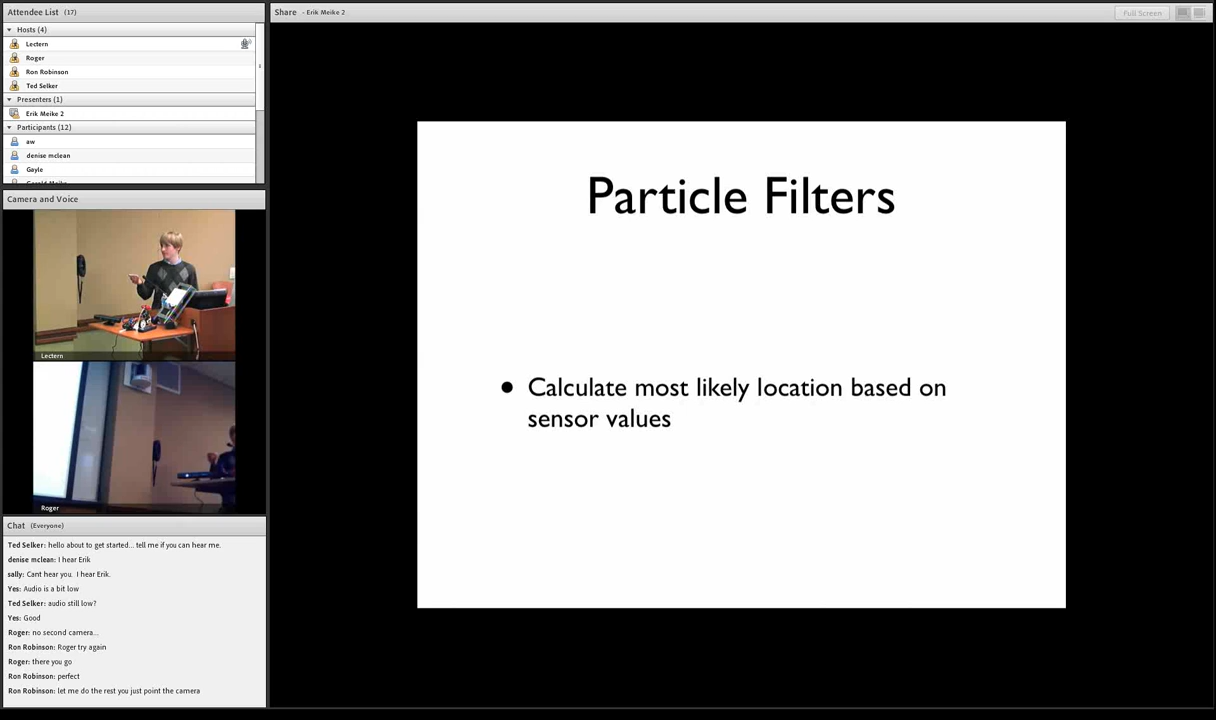 Attendee List (17)
Hosts (4)
Lectern
Roger
Ron Robinson
Ted Selker
Presenters (1)
Erik Meike 2
Participants (12)
aw
denise mclean
Gayle
Camera and Voice
Lectern
Roger
Chat (Everyone)
Ted Selker: hello about to get started... tell me if you can hear me.
denise mclean: I hear Erik
sally: Cant hear you. I hear Erik.
Yes: Audio is a bit low
Ted Selker: audio still low?
Yes: Good
Roger: no second camera...
Ron Robinson: Roger try again
Roger: there you go
Ron Robinson: perfect
Ron Robinson: let me do the rest you just point the camera
Share - Erik Meike 2
Full Screen
Particle Filters
• Calculate most likely location based on
sensor values